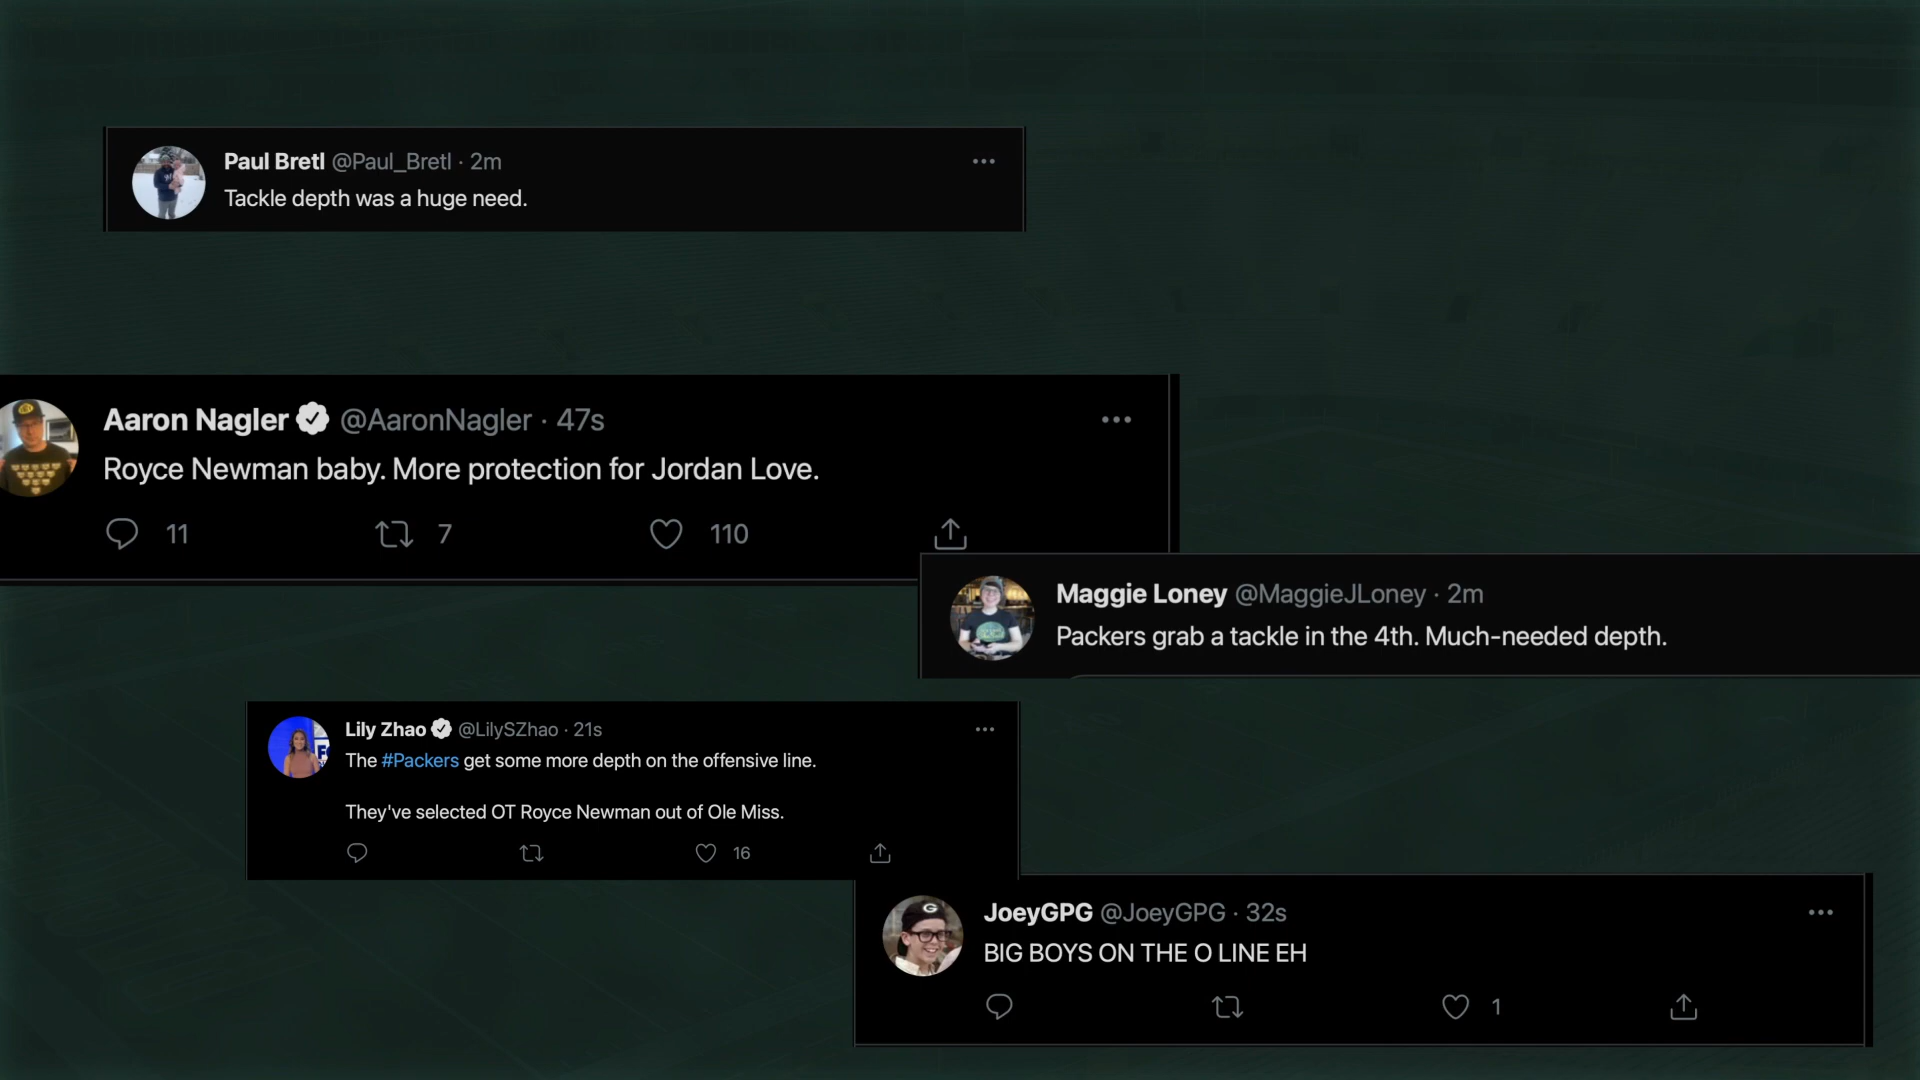 Paul Bretl @Paul_Bretl · 2m
Tackle depth was a huge need.
Aaron Nagler @AaronNagler · 47s
Royce Newman baby. More protection for Jordan Love.
11 7 110
Maggie Loney @MaggieJLoney · 2m
Packers grab a tackle in the 4th. Much-needed depth.
Lily Zhao @LilySZhao · 21s
The #Packers get some more depth on the offensive line.
They've selected OT Royce Newman out of Ole Miss.
16
JoeyGPG @JoeyGPG · 32s
BIG BOYS ON THE O LINE EH
1